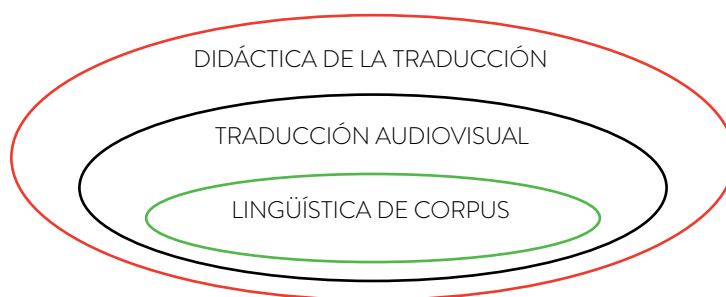 DIDÁCTICA DE LA TRADUCCIÓN
TRADUCCIÓN AUDIOVISUAL
LINGÜÍSTICA DE CORPUS